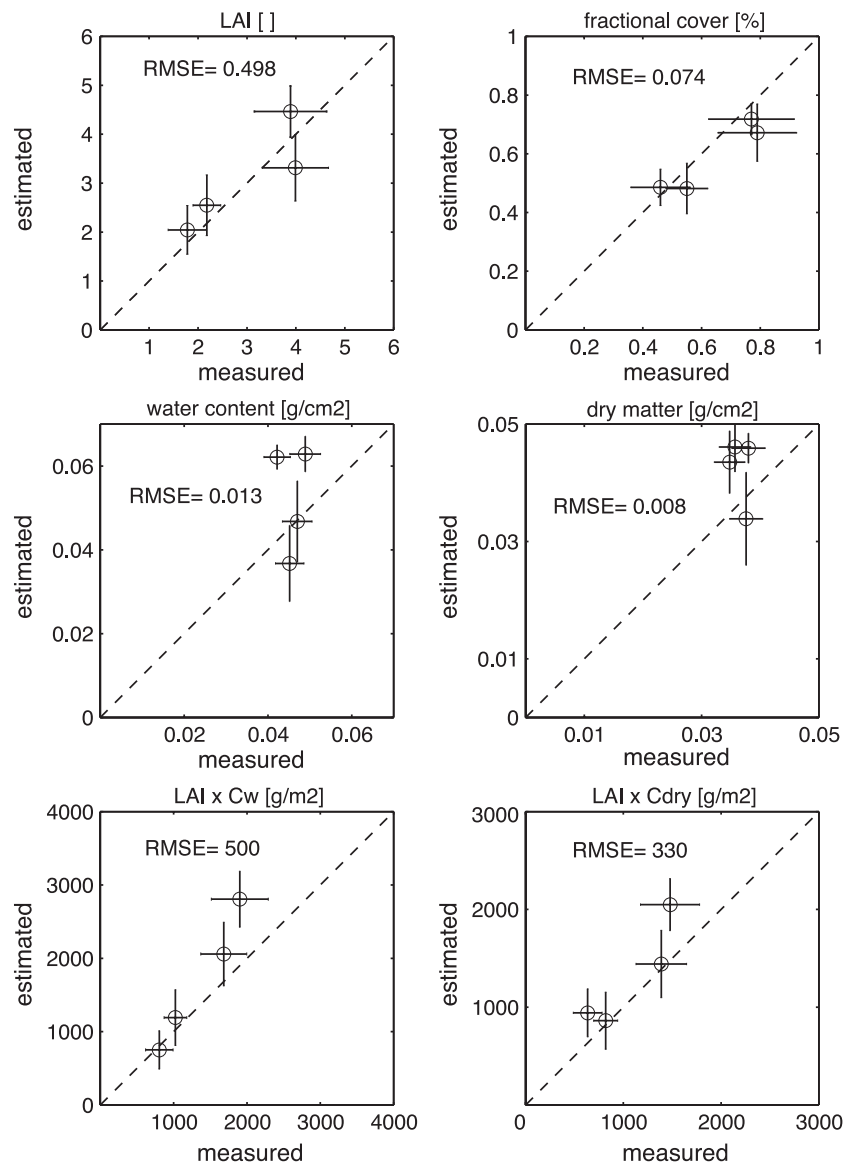 LAI [ ]
RMSE= 0.498
estimated
6
5
4
3
2
1
0
1 2 3 4 5 6
measured
fractional cover [%]
RMSE= 0.074
estimated
1
0.8
0.6
0.4
0.2
0
0.2 0.4 0.6 0.8 1
measured
water content [g/cm2]
RMSE= 0.013
estimated
0.06
0.04
0.02
0
0.02 0.04 0.06
measured
dry matter [g/cm2]
RMSE= 0.008
estimated
0.05
0.03
0.01
0
0.01 0.03 0.05
measured
LAI x Cw [g/m2]
RMSE= 500
estimated
4000
3000
2000
1000
0
1000 2000 3000 4000
measured
LAI x Cdry [g/m2]
RMSE= 330
estimated
3000
2000
1000
0
0 1000 2000 3000
measured